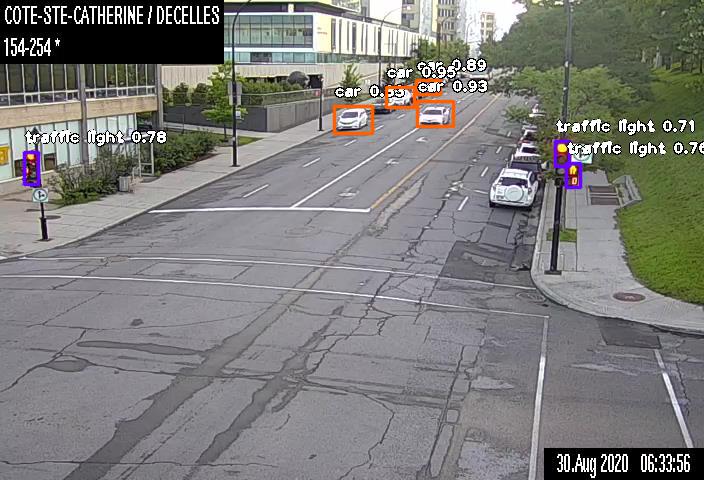 COTE-STE-CATHERINE / DECELLES
154-254 *
car 0.89
car 0.95
car 0.93
traffic light 0.78
traffic light 0.71
traffic light 0.76
30.Aug 2020 06:33:56